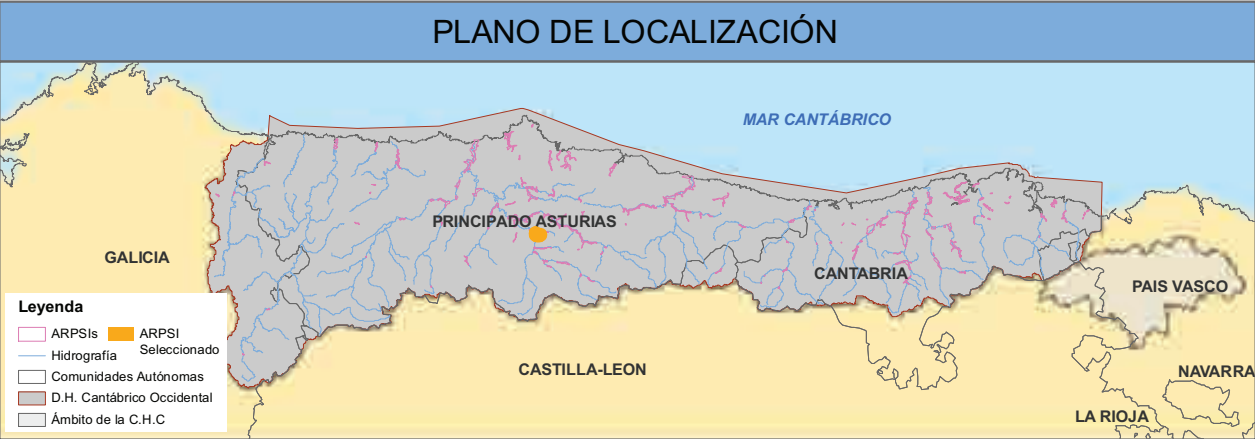 PLANO DE LOCALIZACIÓN
MAR CANTÁBRICO
PRINCIPADO ASTURIAS
GALICIA
CANTABRIA
PAIS VASCO
CASTILLA-LEON
NAVARRA
LA RIOJA
Leyenda
ARPSIs
ARPSI
Seleccionado
Hidrografía
Comunidades Autónomas
D.H. Cantábrico Occidental
Ámbito de la C.H.C